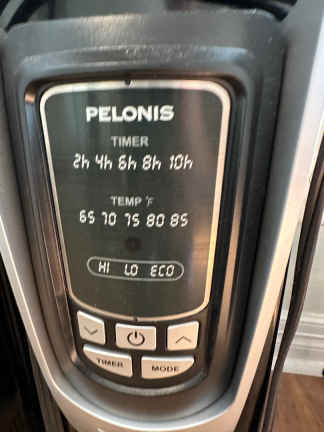 PELONIS
TIMER
2h 4h 6h 8h 10h
TEMP °F
65 70 75 80 85
HI LO ECO
TIMER MODE